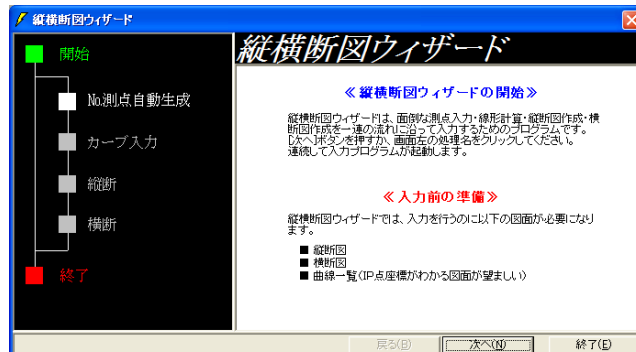 縦横断図ウィザード
縦横断図ウィザード
開始
No.測点自動生成
カーブ入力
縦断
横断
終了
≪縦横断図ウィザードの開始≫
縦横断図ウィザードは、面倒な測点入力・線形計算・縦断図作成・横
断図作成を一連の流れに沿って入力するためのプログラムです。
[次へ]ボタンを押すか、画面左の処理名をクリックしてください。
連続して入力プログラムが起動します。
≪入力前の準備≫
縦横断図ウィザードでは、入力を行うのに以下の図面が必要になり
ます。
■ 縦断図
■ 横断図
■ 曲線一覧(IP点座標がわかる図面が望ましい)
戻る(B)
次へ(N)
終了(E)